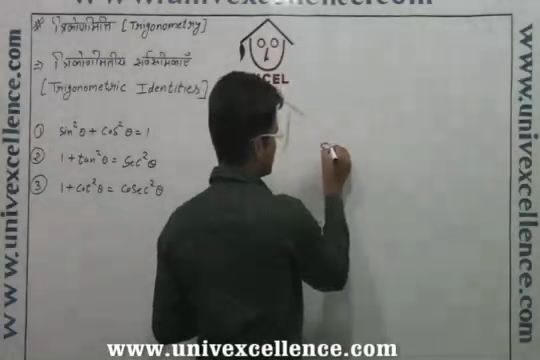 www.univexcellence.com
* त्रिकोणमिति [Trigonometry]
⇒ त्रिकोणमितीय सर्वसमिकाएँ
[Trigonometric Identities]
① sin²θ + cos²θ = 1
② 1 + tan²θ = sec²θ
③ 1 + cot²θ = cosec²θ
www.univexcellence.com
www.univexcellence.com
www.univexcellence.com